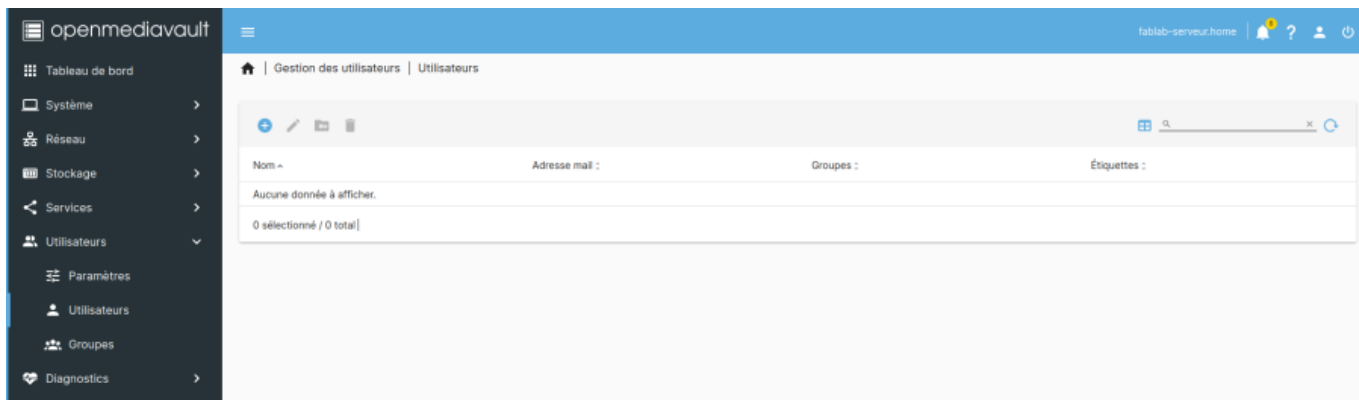 openmediavault
fablab-serveur.home
Tableau de bord
Système
Réseau
Stockage
Services
Utilisateurs
Paramètres
Utilisateurs
Groupes
Diagnostics
Gestion des utilisateurs | Utilisateurs
Nom Adresse mail Groupes Étiquettes
Aucune donnée à afficher.
0 sélectionné / 0 total